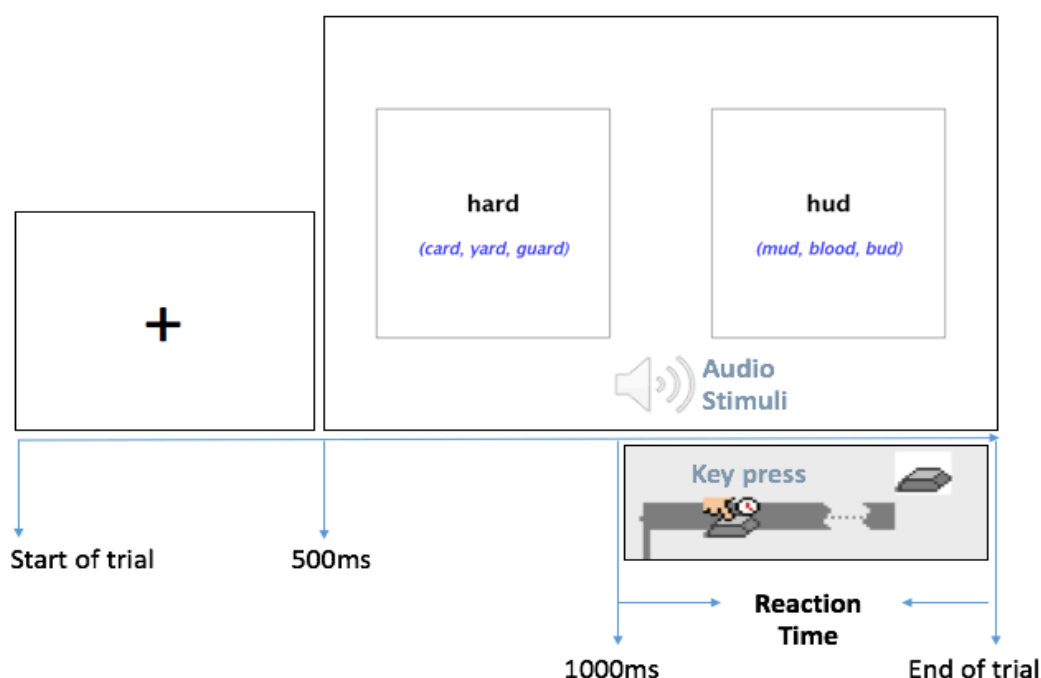 hard
(card, yard, guard)
hud
(mud, blood, bud)
+
Audio
Stimuli
Key press
Start of trial
500ms
Reaction
Time
1000ms
End of trial